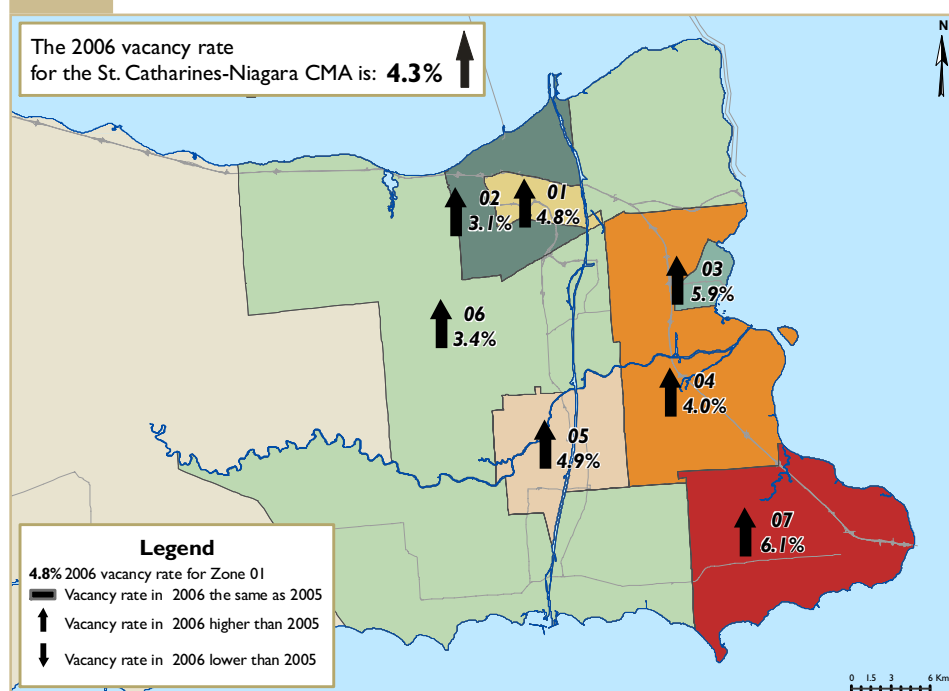 The 2006 vacancy rate
for the St. Catharines-Niagara CMA is: 4.3%
N
02
3.1%
01
4.8%
03
5.9%
06
3.4%
04
4.0%
05
4.9%
07
6.1%
Legend
4.8% 2006 vacancy rate for Zone 01
Vacancy rate in 2006 the same as 2005
Vacancy rate in 2006 higher than 2005
Vacancy rate in 2006 lower than 2005
0 1.5 3 6 Km